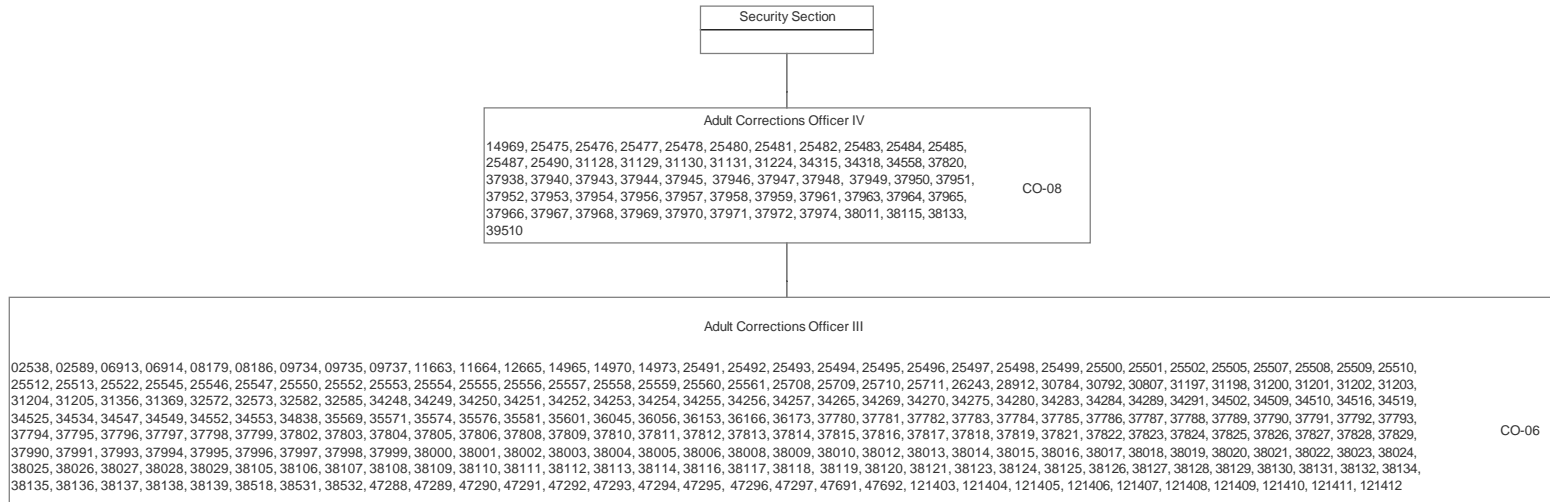 Security Section
Adult Corrections Officer IV
14969, 25475, 25476, 25477, 25478, 25480, 25481, 25482, 25483, 25484, 25485,
25487, 25490, 31128, 31129, 31130, 31131, 31224, 34315, 34318, 34558, 37820,
37938, 37940, 37943, 37944, 37945, 37946, 37947, 37948, 37949, 37950, 37951,
37952, 37953, 37954, 37956, 37957, 37958, 37959, 37961, 37963, 37964, 37965,
37966, 37967, 37968, 37969, 37970, 37971, 37972, 37974, 38011, 38115, 38133,
39510
CO-08
Adult Corrections Officer III
02538, 02589, 06913, 06914, 08179, 08186, 09734, 09735, 09737, 11663, 11664, 12665, 14965, 14970, 14973, 25491, 25492, 25493, 25494, 25495, 25496, 25497, 25498, 25499, 25500, 25501, 25502, 25505, 25507, 25508, 25509, 25510,
25512, 25513, 25522, 25545, 25546, 25547, 25550, 25552, 25553, 25554, 25555, 25556, 25557, 25558, 25559, 25560, 25561, 25708, 25709, 25710, 25711, 26243, 28912, 30784, 30792, 30807, 31197, 31198, 31200, 31201, 31202, 31203,
31204, 31205, 31356, 31369, 32572, 32573, 32582, 32585, 34248, 34249, 34250, 34251, 34252, 34253, 34254, 34255, 34256, 34257, 34265, 34269, 34270, 34275, 34280, 34283, 34284, 34289, 34291, 34502, 34509, 34510, 34516, 34519,
34525, 34534, 34547, 34549, 34552, 34553, 34838, 35569, 35571, 35574, 35576, 35581, 35601, 36045, 36056, 36153, 36166, 36173, 37780, 37781, 37782, 37783, 37784, 37785, 37786, 37787, 37788, 37789, 37790, 37791, 37792, 37793,
37794, 37795, 37796, 37797, 37798, 37799, 37802, 37803, 37804, 37805, 37806, 37808, 37809, 37810, 37811, 37812, 37813, 37814, 37815, 37816, 37817, 37818, 37819, 37821, 37822, 37823, 37824, 37825, 37826, 37827, 37828, 37829,
37990, 37991, 37993, 37994, 37995, 37996, 37997, 37998, 37999, 38000, 38001, 38002, 38003, 38004, 38005, 38006, 38008, 38009, 38010, 38012, 38013, 38014, 38015, 38016, 38017, 38018, 38019, 38020, 38021, 38022, 38023, 38024,
38025, 38026, 38027, 38028, 38029, 38105, 38106, 38107, 38108, 38109, 38110, 38111, 38112, 38113, 38114, 38116, 38117, 38118, 38119, 38120, 38121, 38123, 38124, 38125, 38126, 38127, 38128, 38129, 38130, 38131, 38132, 38134,
38135, 38136, 38137, 38138, 38139, 38518, 38531, 38532, 47288, 47289, 47290, 47291, 47292, 47293, 47294, 47295, 47296, 47297, 47691, 47692, 121403, 121404, 121405, 121406, 121407, 121408, 121409, 121410, 121411, 121412
CO-06